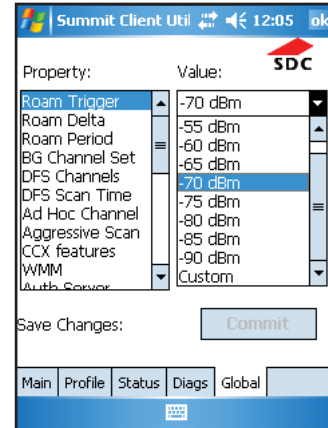 Summit Client Util 12:05 ok
SDC
Property: Value:
Roam Trigger
Roam Delta
Roam Period
BG Channel Set
DFS Channels
DFS Scan Time
Ad Hoc Channel
Aggressive Scan
CCX features
WMM
Auth Server
-70 dBm
-55 dBm
-60 dBm
-65 dBm
-70 dBm
-75 dBm
-80 dBm
-85 dBm
-90 dBm
Custom
Save Changes: Commit
Main Profile Status Diags Global